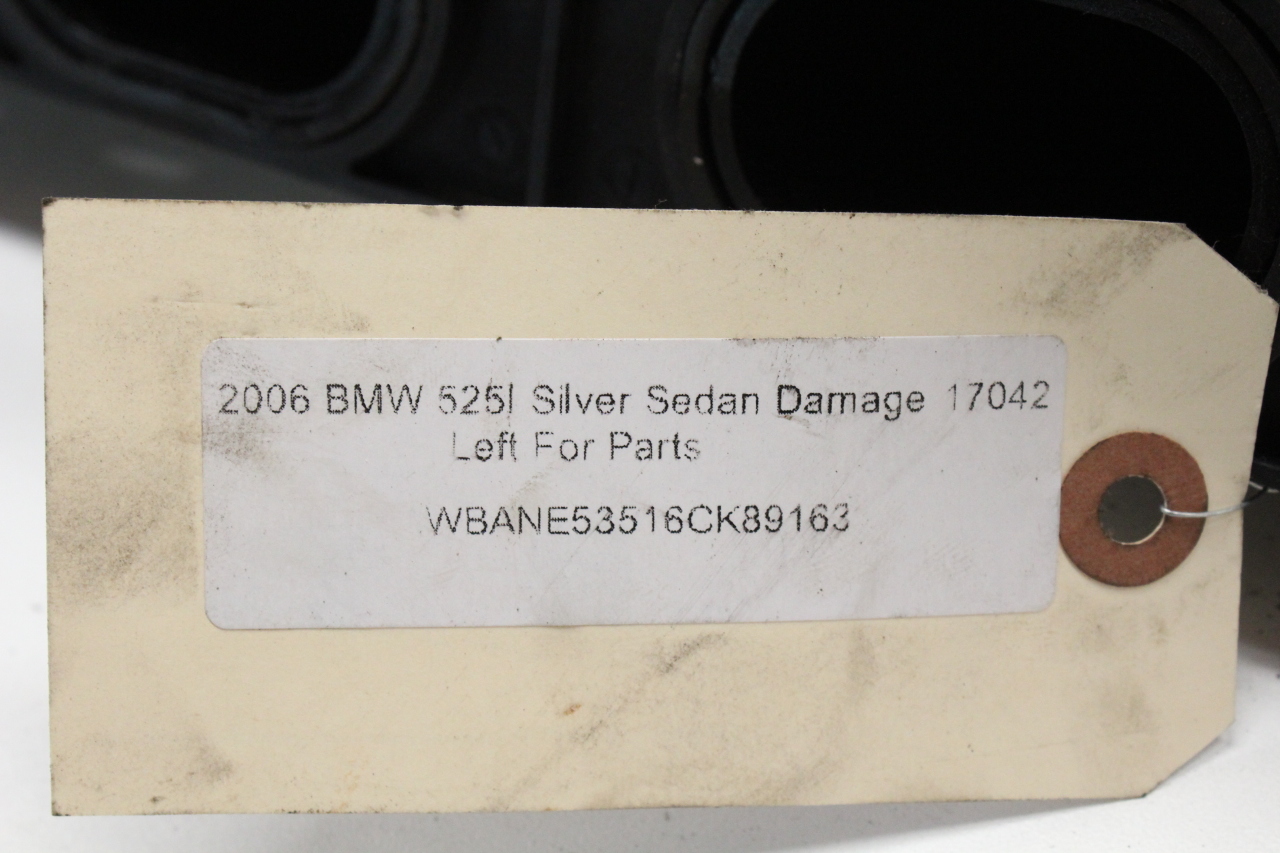 2006 BMW 525I Silver Sedan Damage 17042
Left For Parts
WBANE53516CK89163